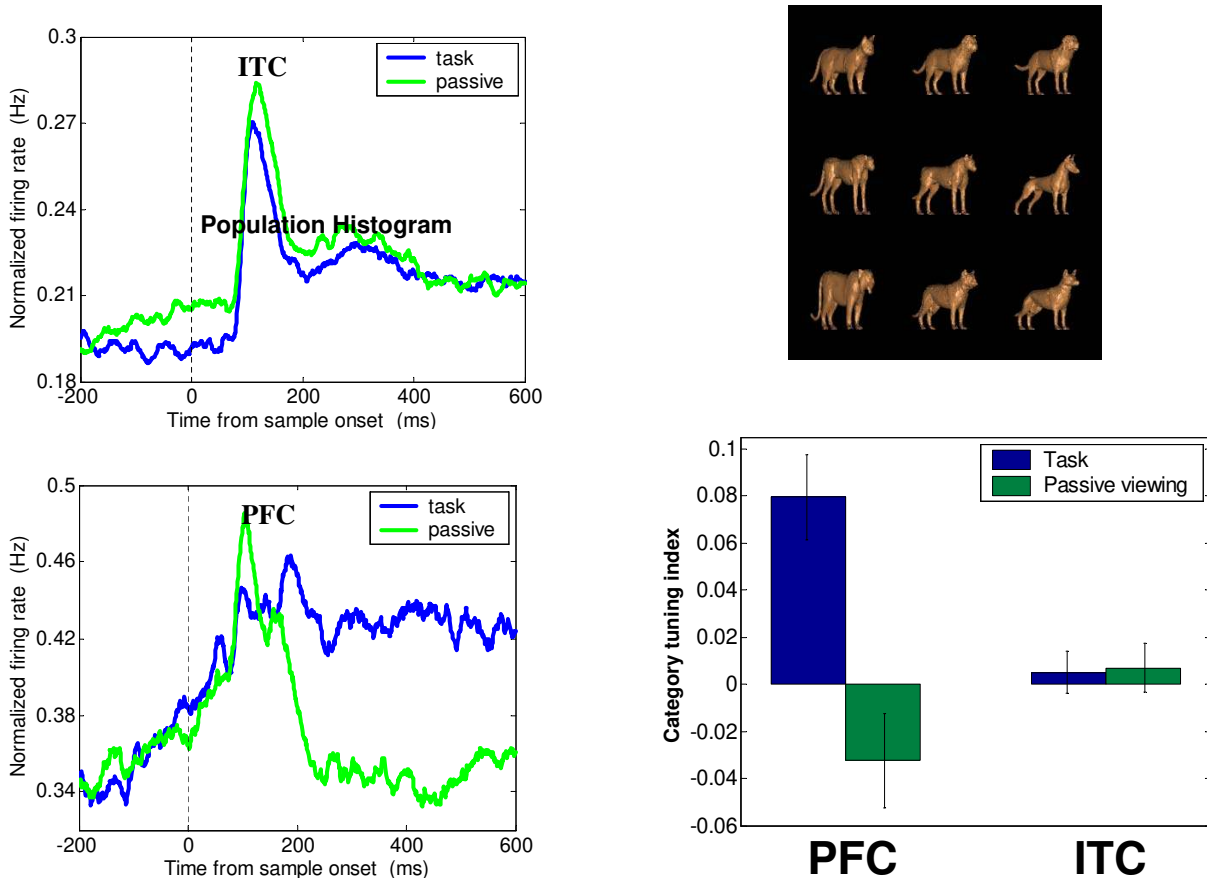 0.3
0.27
0.24
0.21
0.18
Normalized firing rate (Hz)
ITC
task
passive
Population Histogram
-200
0
200
400
600
Time from sample onset (ms)
0.5
0.46
0.42
0.38
0.34
Normalized firing rate (Hz)
PFC
task
passive
-200
0
200
400
600
Time from sample onset (ms)
0.1
0.08
0.06
0.04
0.02
0
-0.02
-0.04
-0.06
Category tuning index
Task
Passive viewing
PFC
ITC